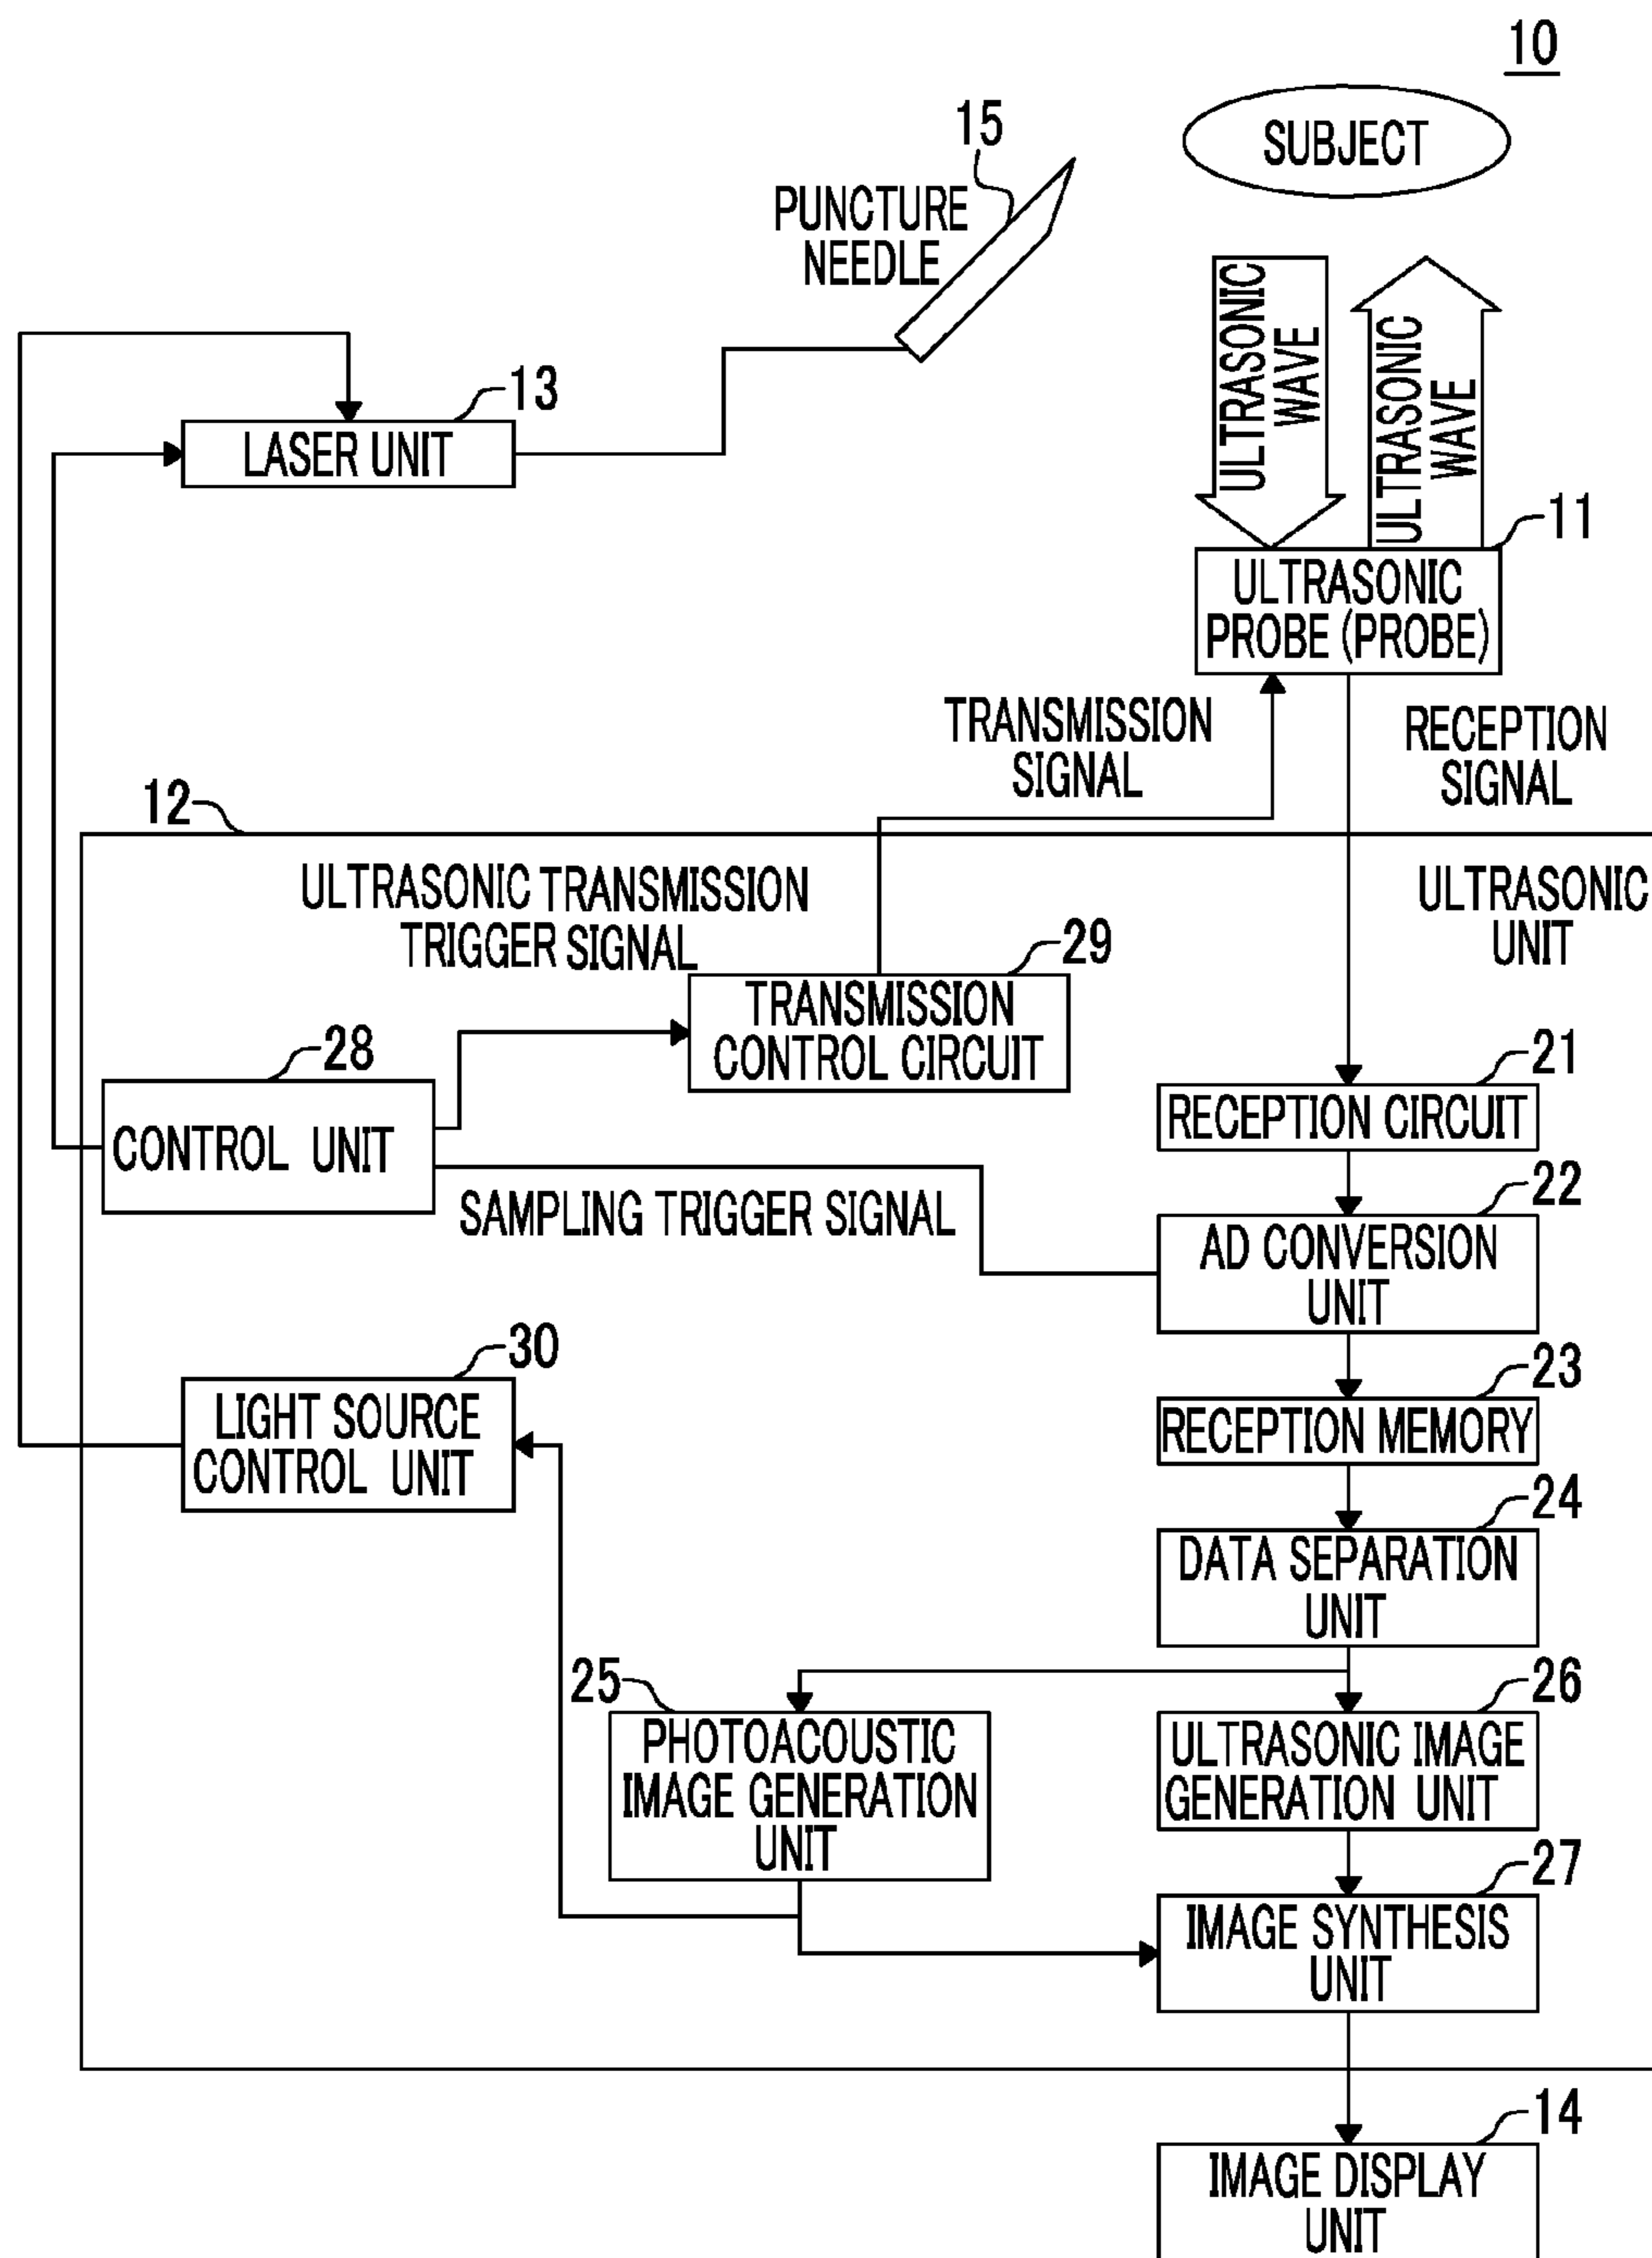 10
SUBJECT
15
PUNCTURE
NEEDLE
ULTRASONIC
WAVE
ULTRASONIC
WAVE
13
LASER UNIT
11
ULTRASONIC
PROBE (PROBE)
TRANSMISSION
SIGNAL
RECEPTION
SIGNAL
12
ULTRASONIC TRANSMISSION
TRIGGER SIGNAL
ULTRASONIC
UNIT
29
TRANSMISSION
CONTROL CIRCUIT
28
CONTROL UNIT
21
RECEPTION CIRCUIT
SAMPLING TRIGGER SIGNAL
22
AD CONVERSION
UNIT
30
LIGHT SOURCE
CONTROL UNIT
23
RECEPTION MEMORY
24
DATA SEPARATION
UNIT
25
PHOTOACOUSTIC
IMAGE GENERATION
UNIT
26
ULTRASONIC IMAGE
GENERATION UNIT
27
IMAGE SYNTHESIS
UNIT
14
IMAGE DISPLAY
UNIT